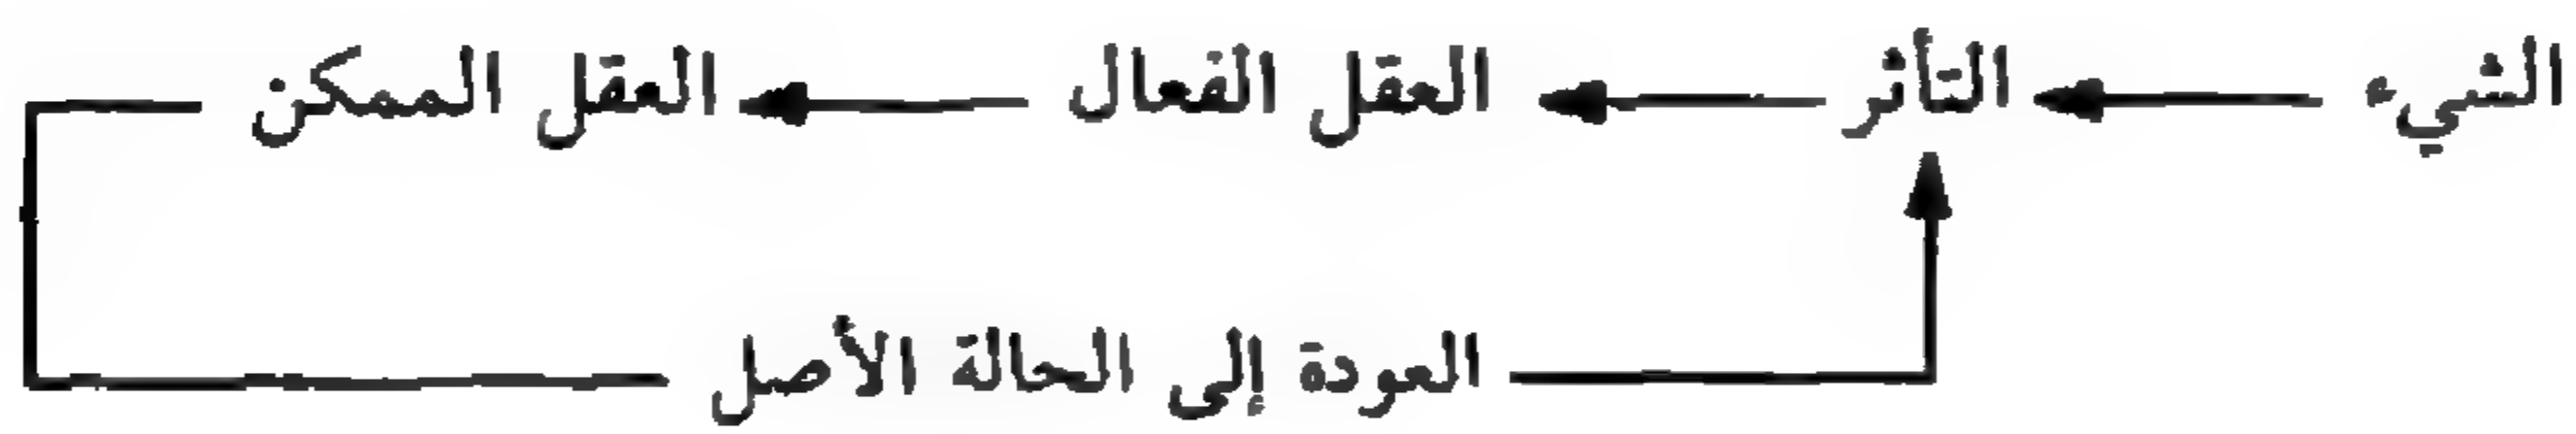 الشيء التأثر العقل الفعال العقل الممكن
العودة إلى الحالة الأصل